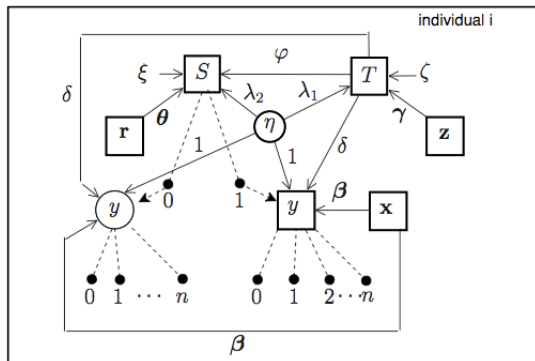 individual i
φ
ξ S T ζ
λ₂ λ₁
δ θ η γ
r z
1 1 δ
β
0 1
y y x
0 1 ⋯ n 0 1 2 ⋯ n
β